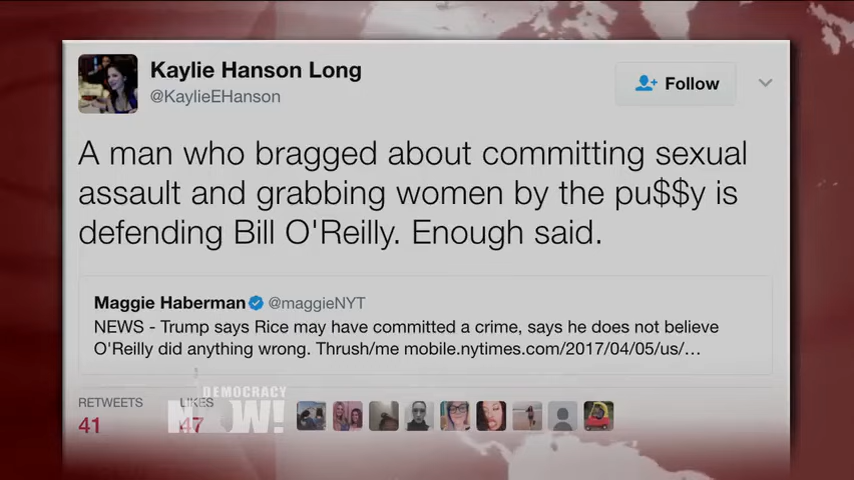 Kaylie Hanson Long
@KaylieEHanson
Follow
A man who bragged about committing sexual
assault and grabbing women by the pu$$y is
defending Bill O'Reilly. Enough said.
Maggie Haberman @maggieNYT
NEWS - Trump says Rice may have committed a crime, says he does not believe
O'Reilly did anything wrong. Thrush/me mobile.nytimes.com/2017/04/05/us/...
RETWEETS
41
LIKES
47
DEMOCRACY
NOW!